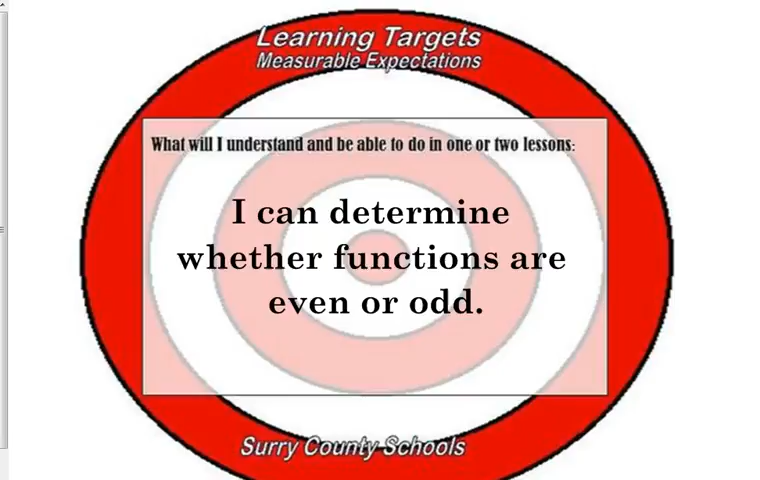 Learning Targets
Measurable Expectations
What will I understand and be able to do in one or two lessons:
I can determine
whether functions are
even or odd.
Surry County Schools